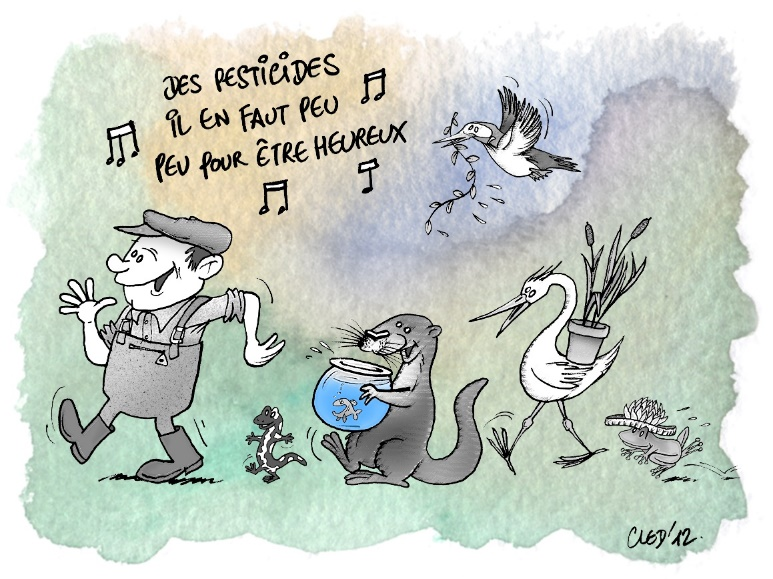 DES PESTICIDES
IL EN FAUT PEU
PEU POUR ÊTRE HEUREUX
CLED'12.